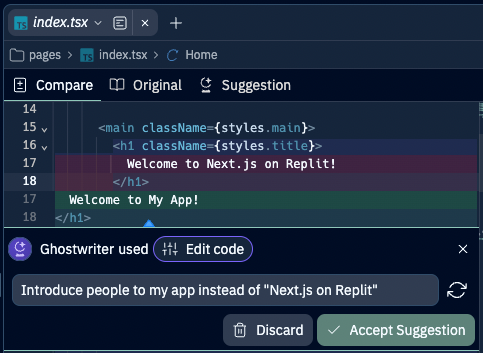 index.tsx
pages > index.tsx > Home
Compare Original Suggestion
14
15 <main className={styles.main}>
16 <h1 className={styles.title}>
17 Welcome to Next.js on Replit!
18 </h1>
17 Welcome to My App!
18 </h1>
Ghostwriter used Edit code
Introduce people to my app instead of "Next.js on Replit"
Discard Accept Suggestion